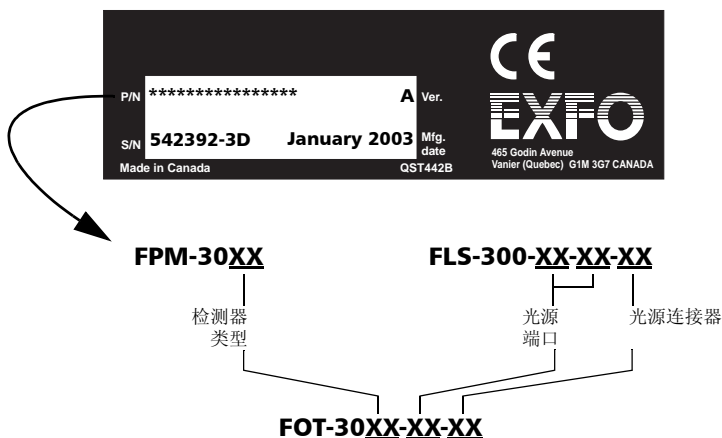 CE
EXFO
P/N **************** A Ver.
S/N 542392-3D January 2003 Mfg. date
465 Godin Avenue
Vanier (Quebec) G1M 3G7 CANADA
Made in Canada QST442B
FPM-30XX FLS-300-XX-XX-XX
检测器
类型
光源
端口
光源连接器
FOT-30XX-XX-XX